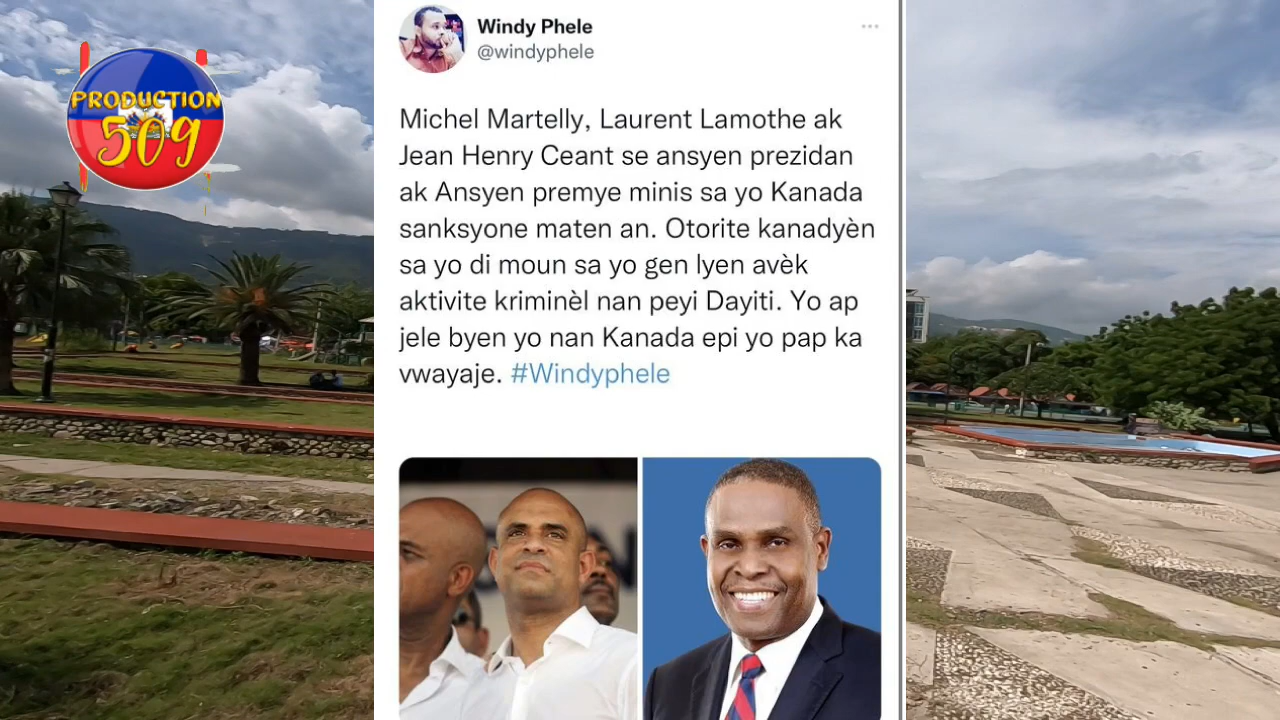 PRODUCTION
509
Windy Phele
@windyphele
Michel Martelly, Laurent Lamothe ak
Jean Henry Ceant se ansyen prezidan
ak Ansyen premye minis sa yo Kanada
sanksyone maten an. Otorite kanadyèn
sa yo di moun sa yo gen lyen avèk
aktivite kriminèl nan peyi Dayiti. Yo ap
jele byen yo nan Kanada epi yo pap ka
vwayaje. #Windyphele